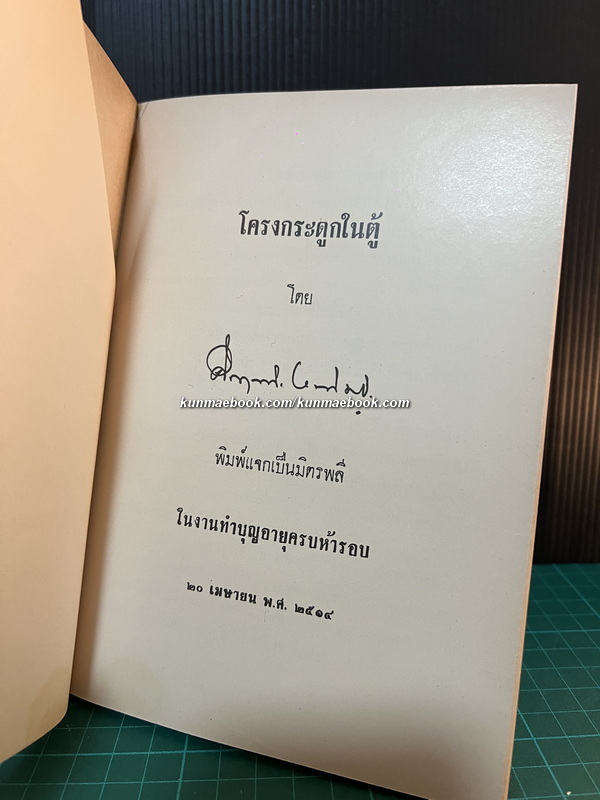 โครงกระดูกในตู้
โดย
kunmaebook.com/kunmaebook.com
พิมพ์แจกเป็นมิตรพลี
ในงานทำบุญอายุครบห้ารอบ
๒๐ เมษายน พ.ศ. ๒๕๑๔